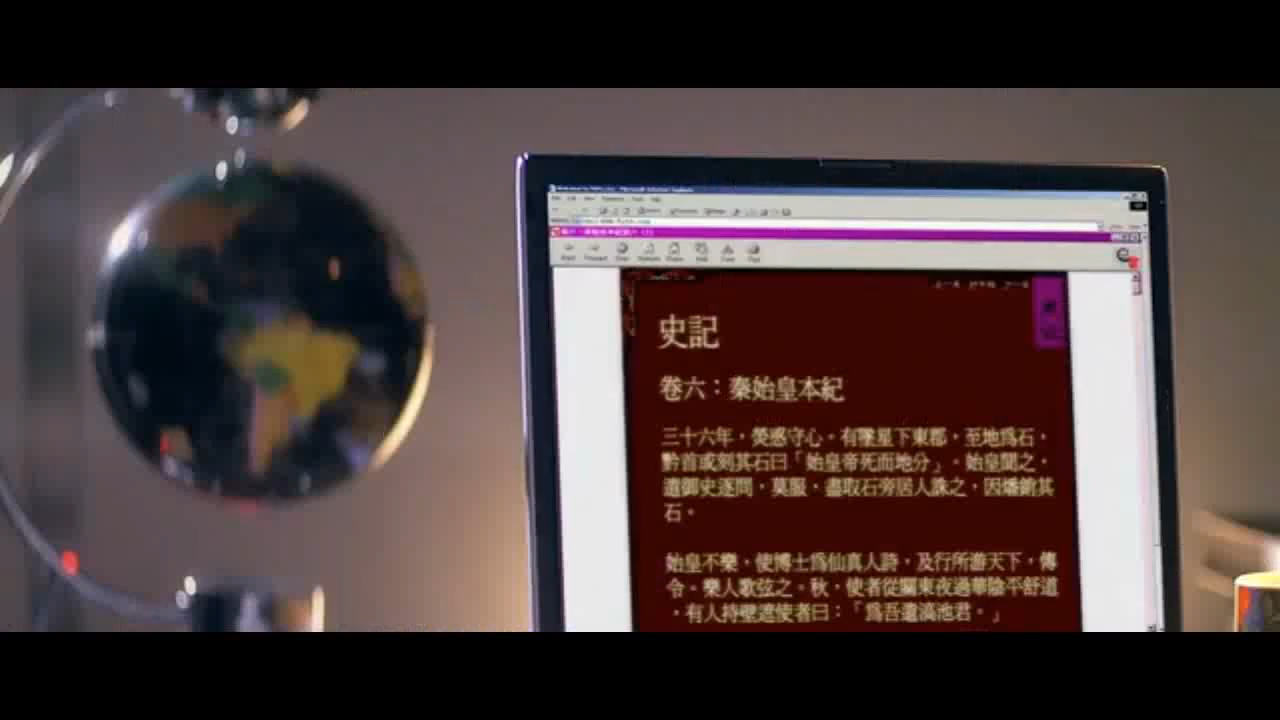 史記
卷六：秦始皇本紀
三十六年，熒惑守心。有墜星下東郡，至地爲石，
黔首或刻其石曰「始皇帝死而地分」。始皇聞之，
遣御史逐問，莫服，盡取石旁居人誅之，因燔銷其
石。
始皇不樂，使博士爲仙真人詩，及行所游天下，傳
令。樂人歌弦之。秋，使者從關東夜過華陰平舒道
，有人持璧遮使者曰：「爲吾遺滈池君。」